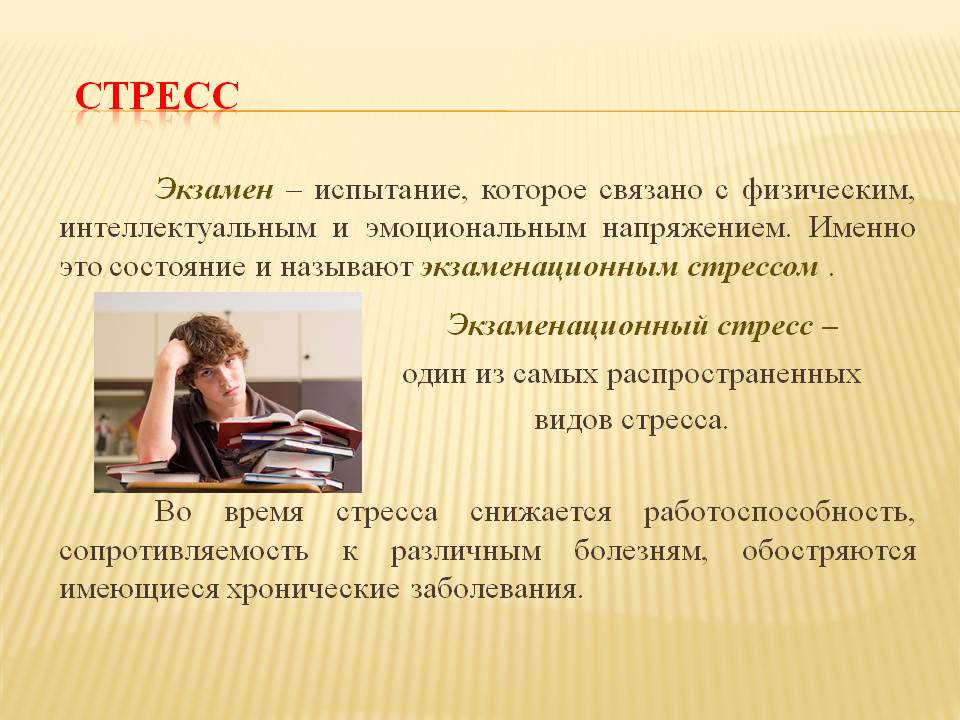 СТРЕСС
Экзамен – испытание, которое связано с физическим,
интеллектуальным и эмоциональным напряжением. Именно
это состояние и называют экзаменационным стрессом .
Экзаменационный стресс –
один из самых распространенных
видов стресса.
Во время стресса снижается работоспособность,
сопротивляемость к различным болезням, обостряются
имеющиеся хронические заболевания.